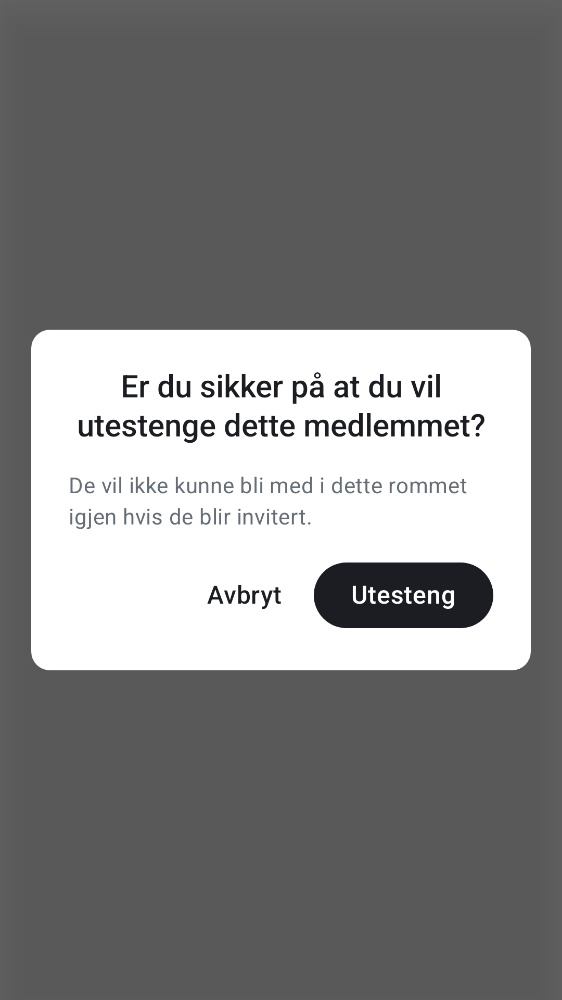 Er du sikker på at du vil
utestenge dette medlemmet?
De vil ikke kunne bli med i dette rommet
igjen hvis de blir invitert.
Avbryt
Utesteng